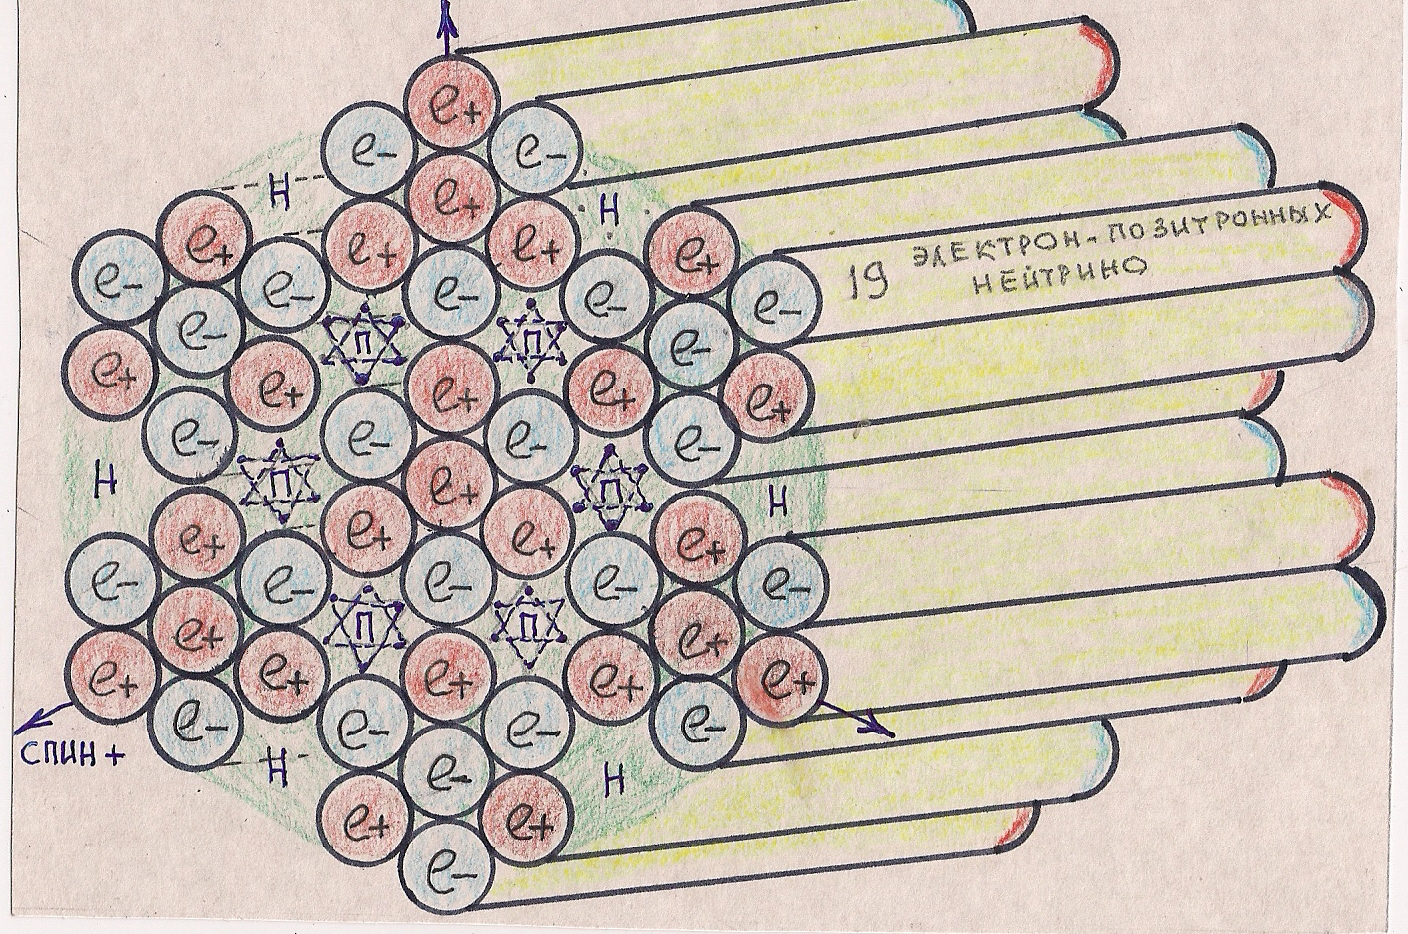 e+
e- e-
Н e+ Н
e+ e+ e+ e+
19 ЭЛЕКТРОН-ПОЗИТРОННЫХ
НЕЙТРИНО
e- e- e- e- e-
e- П П e-
e+ e+ e+ e+ e+
e- e- e- e-
Н П e+ П Н
e+ e+ e+ e+
e- e- e- e- e-
e+ П П e+
e+ e+ e+ e+ e+
e- e- e- e-
СПИН+ Н e- Н
e+ e+
e-